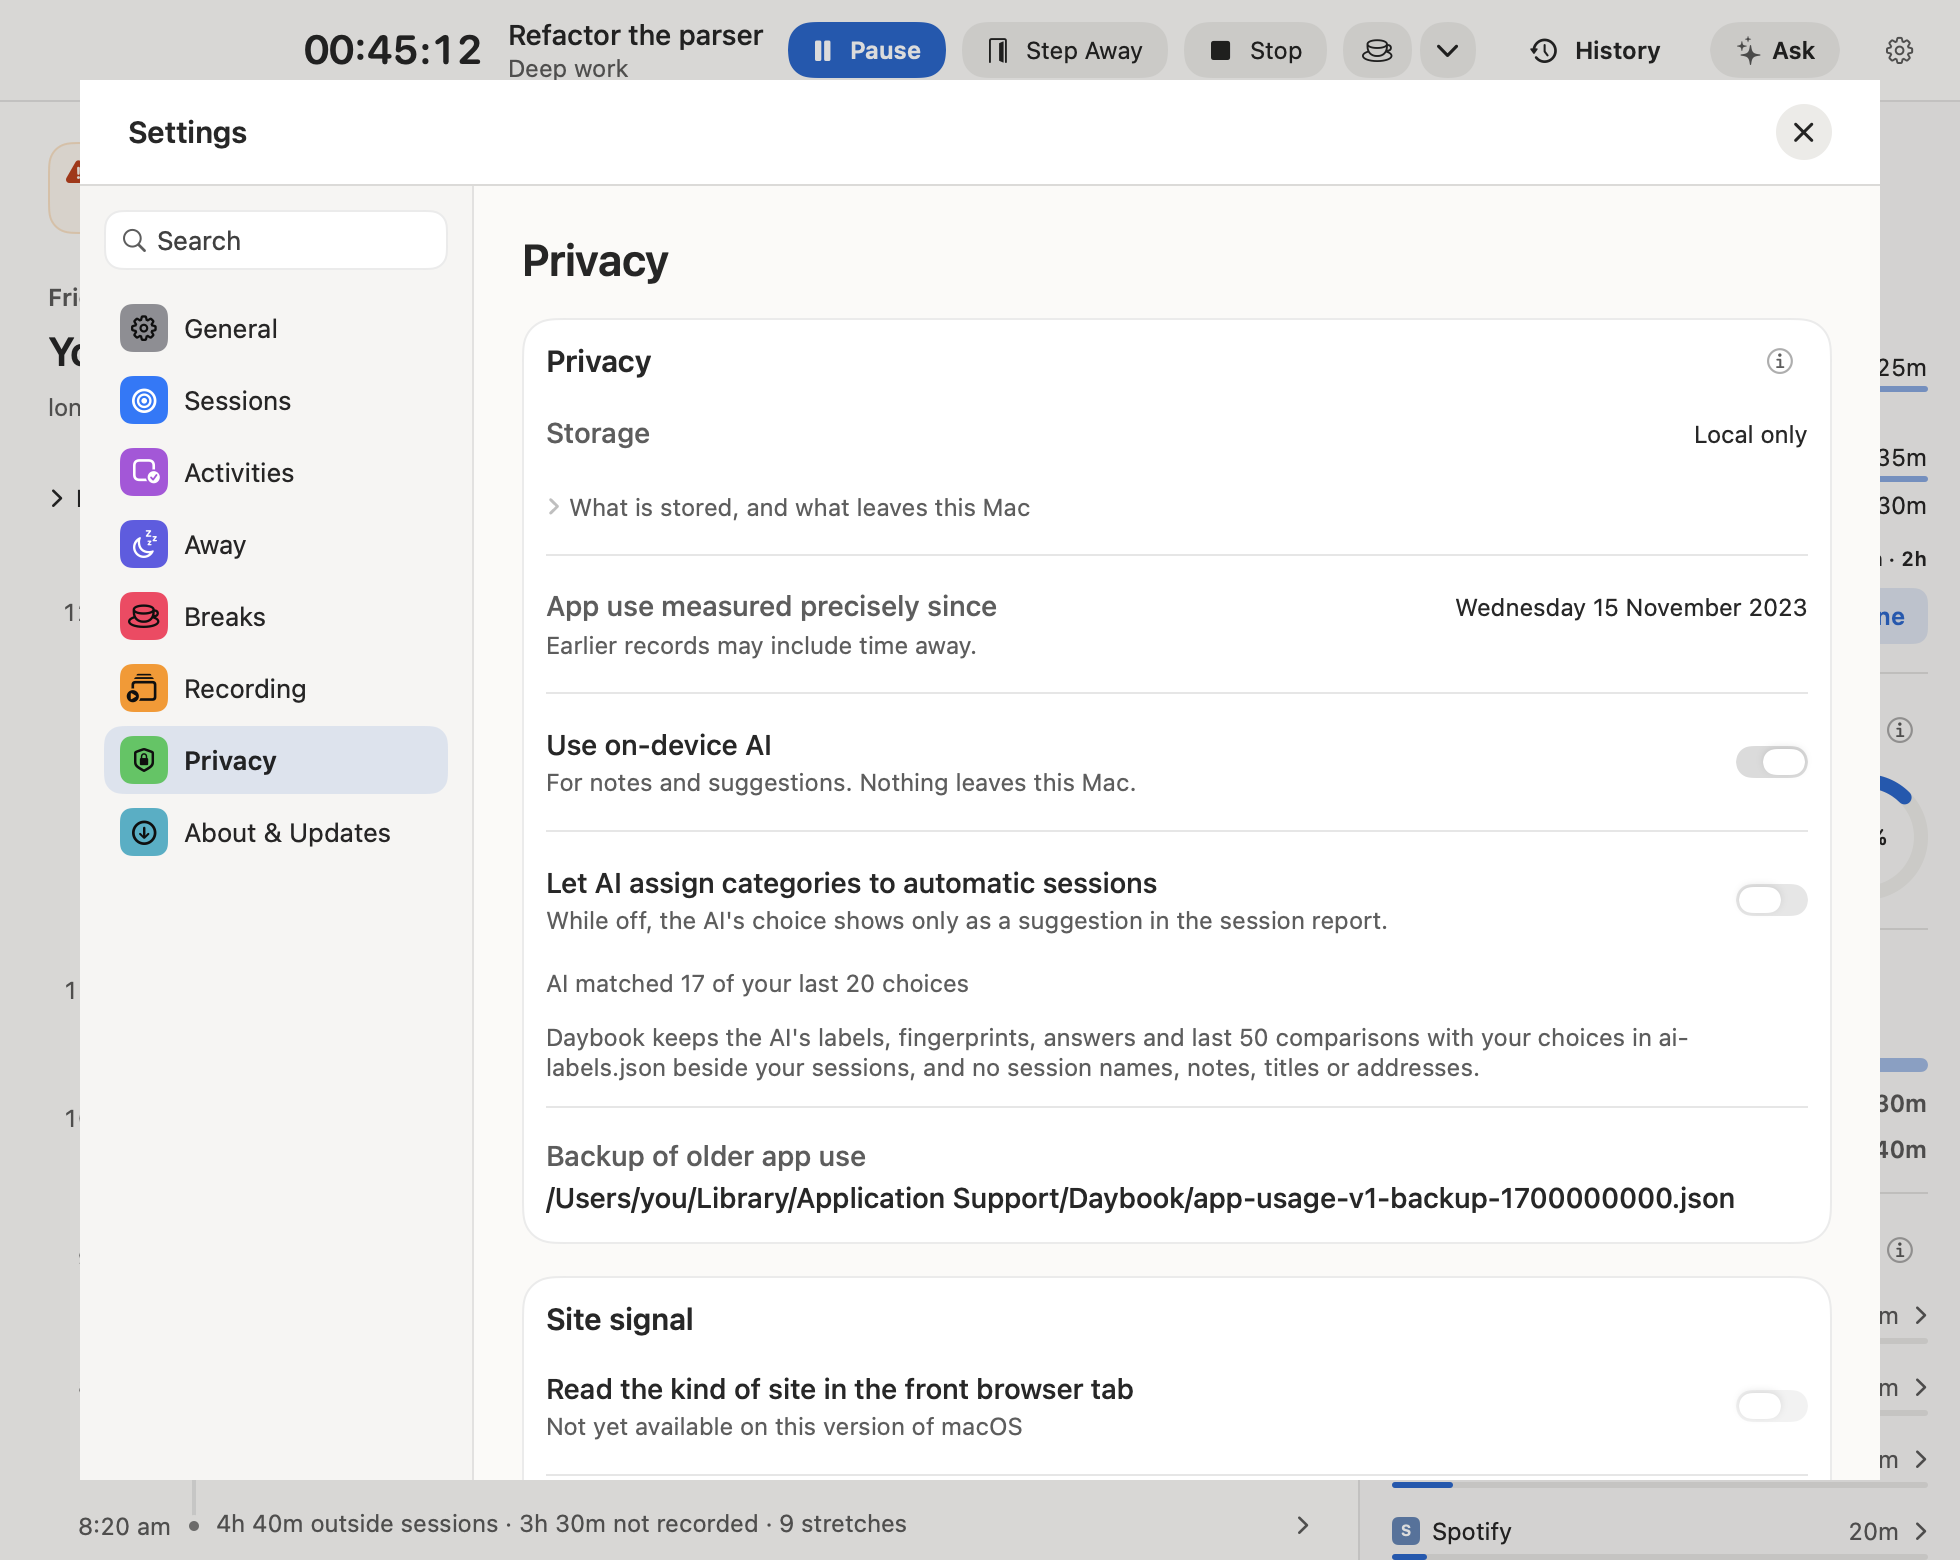 00:45:12
Refactor the parser
Deep work
Pause
Step Away
Stop
History
Ask
Settings
Search
General
Sessions
Activities
Away
Breaks
Recording
Privacy
About & Updates
Privacy
Privacy
Storage
Local only
What is stored, and what leaves this Mac
App use measured precisely since
Wednesday 15 November 2023
Earlier records may include time away.
Use on-device AI
For notes and suggestions. Nothing leaves this Mac.
Let AI assign categories to automatic sessions
While off, the AI's choice shows only as a suggestion in the session report.
AI matched 17 of your last 20 choices
Daybook keeps the AI's labels, fingerprints, answers and last 50 comparisons with your choices in ai-
labels.json beside your sessions, and no session names, notes, titles or addresses.
Backup of older app use
/Users/you/Library/Application Support/Daybook/app-usage-v1-backup-1700000000.json
Site signal
Read the kind of site in the front browser tab
Not yet available on this version of macOS
25m
35m
30m
· 2h
30m
40m
8:20 am
4h 40m outside sessions · 3h 30m not recorded · 9 stretches
S
Spotify
20m